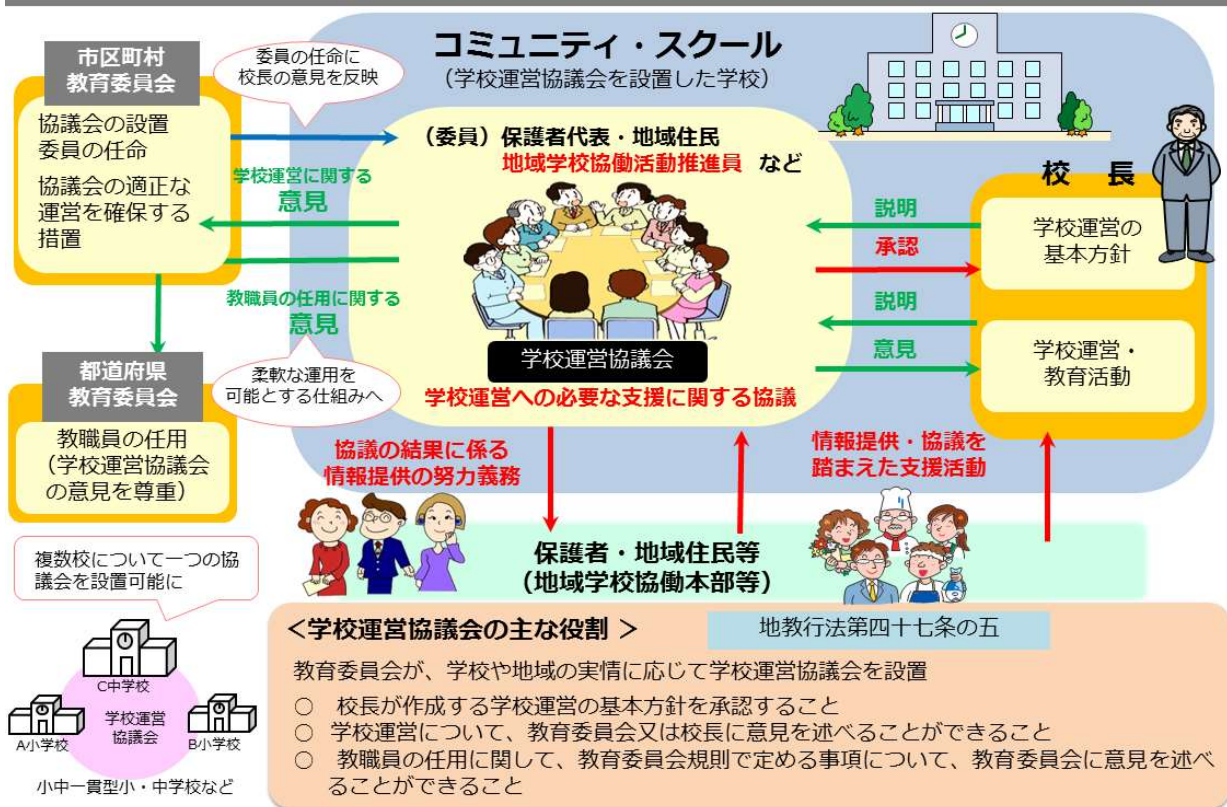 コミュニティ・スクール
(学校運営協議会を設置した学校)
市区町村
教育委員会
協議会の設置
委員の任命
協議会の適正な
運営を確保する
措置
委員の任命に
校長の意見を反映
学校運営に関する
意見
教職員の任用に関する
意見
柔軟な運用を
可能とする仕組みへ
都道府県
教育委員会
教職員の任用
(学校運営協議会
の意見を尊重)
(委員)保護者代表・地域住民
地域学校協働活動推進員 など
学校運営協議会
学校運営への必要な支援に関する協議
説明
承認
説明
意見
校 長
学校運営の
基本方針
学校運営・
教育活動
協議の結果に係る
情報提供の努力義務
情報提供・協議を
踏まえた支援活動
保護者・地域住民等
(地域学校協働本部等)
複数校について一つの協
議会を設置可能に
C中学校
A小学校
学校運営
協議会
B小学校
小中一貫型小・中学校など
<学校運営協議会の主な役割 >
地教行法第四十七条の五
教育委員会が、学校や地域の実情に応じて学校運営協議会を設置
○ 校長が作成する学校運営の基本方針を承認すること
○ 学校運営について、教育委員会又は校長に意見を述べることができること
○ 教職員の任用に関して、教育委員会規則で定める事項について、教育委員会に意見を述べ
ることができること